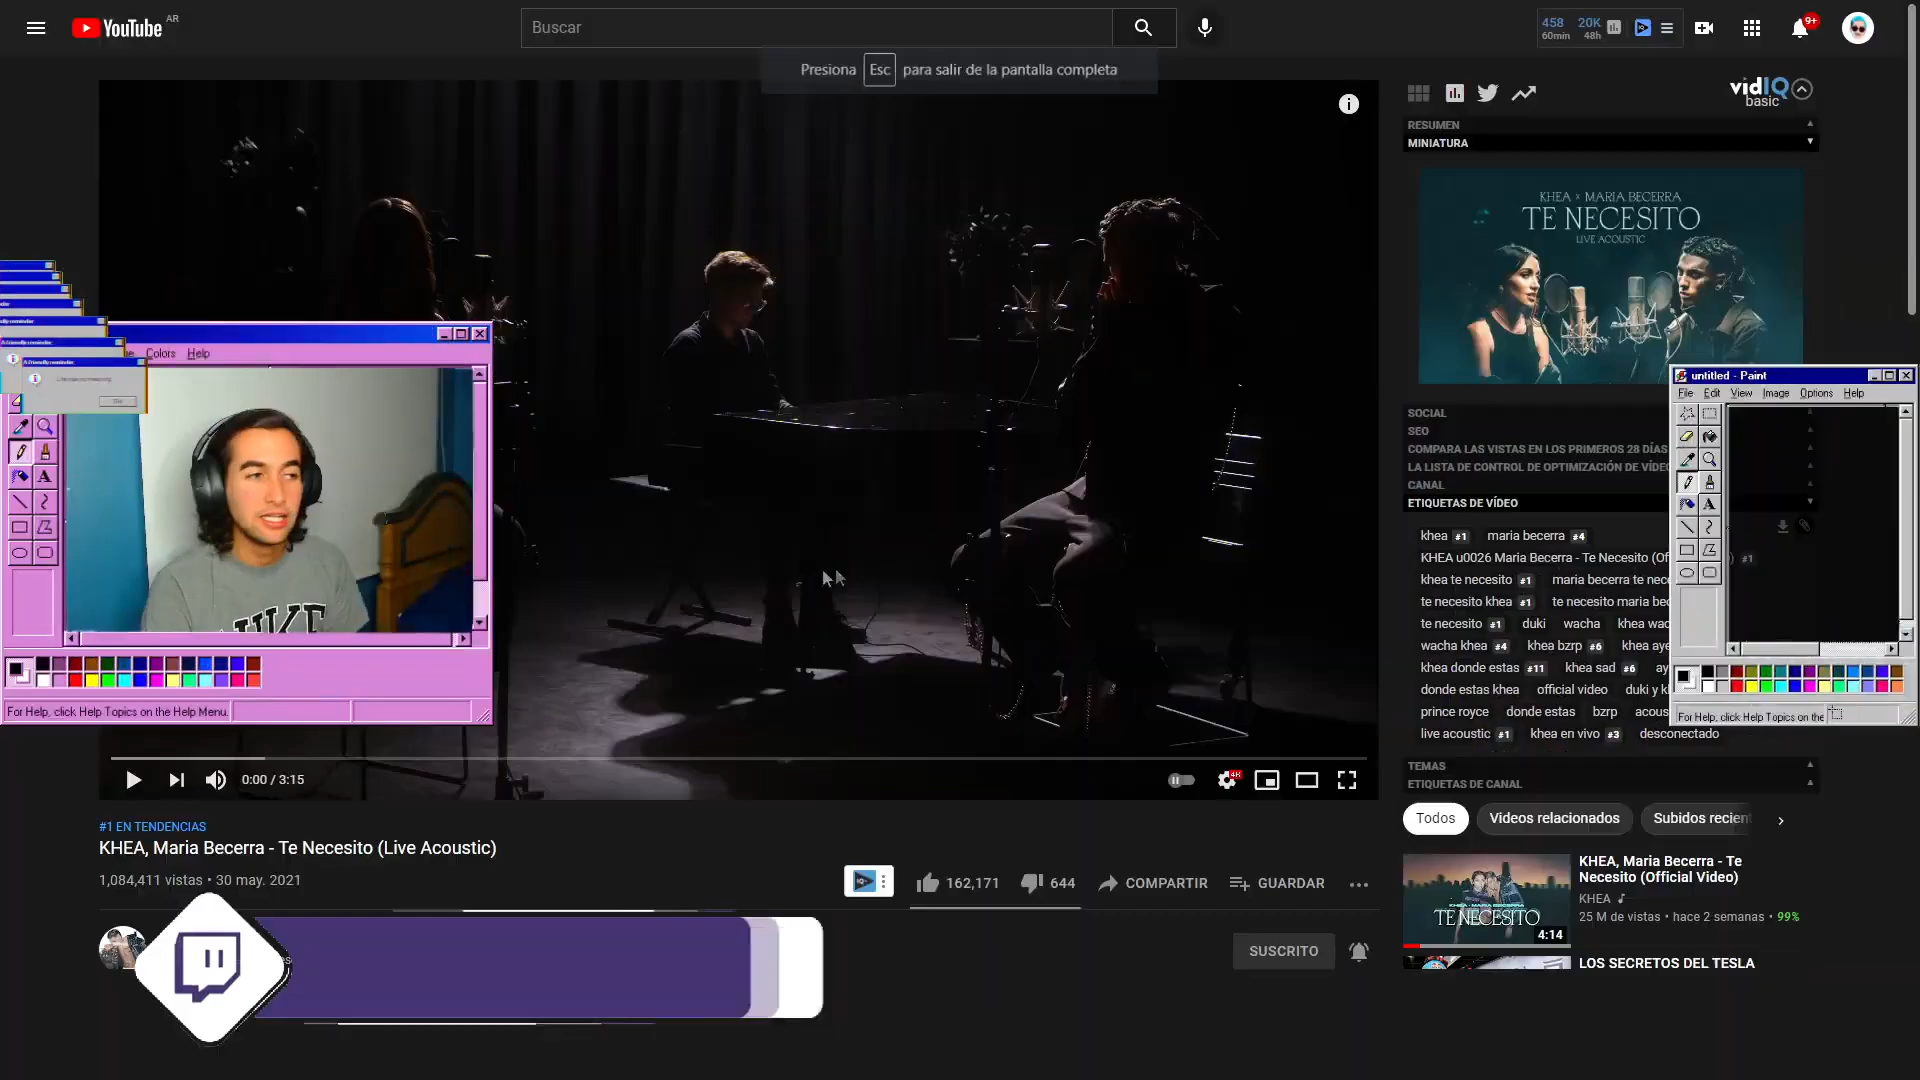 YouTube AR
Buscar
458 20K
60min 48h
9+
Presiona Esc para salir de la pantalla completa
vidIQ
basic
RESUMEN
MINIATURA
KHEA x MARIA BECERRA
TE NECESITO
LIVE ACOUSTIC
Colors Help
For Help, click Help Topics on the Help Menu.
untitled - Paint
File Edit View Image Options Help
For Help, click Help Topics on the
SOCIAL
SEO
COMPARA LAS VISTAS EN LOS PRIMEROS 28 DÍAS
LA LISTA DE CONTROL DE OPTIMIZACIÓN DE VÍDEO
CANAL
ETIQUETAS DE VÍDEO
khea #1 maria becerra #4
KHEA u0026 Maria Becerra - Te Necesito (Of ) #1
khea te necesito #1 maria becerra te nec
te necesito khea #1 te necesito maria bec
te necesito #1 duki wacha khea wac
wacha khea #4 khea bzrp #6 khea aye
khea donde estas #11 khea sad #6 ay
donde estas khea official video duki y k
prince royce donde estas bzrp acous
live acoustic #1 khea en vivo #3 desconectado
TEMAS
ETIQUETAS DE CANAL
0:00 / 3:15
4K
#1 EN TENDENCIAS
KHEA, Maria Becerra - Te Necesito (Live Acoustic)
1,084,411 vistas • 30 may. 2021
162,171 644 COMPARTIR GUARDAR
SUSCRITO
Todos Videos relacionados Subidos recient
KHEA, Maria Becerra - Te
Necesito (Official Video)
KHEA
25 M de vistas • hace 2 semanas • 99%
TE NECESITO
4:14
LOS SECRETOS DEL TESLA